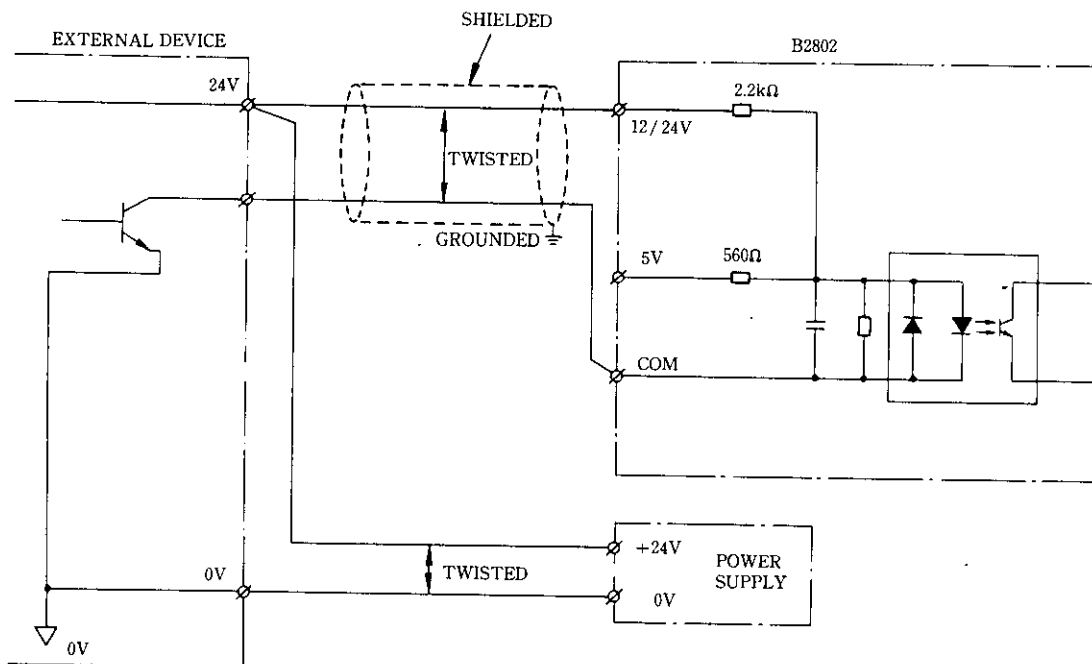 SHIELDED
EXTERNAL DEVICE
B2802
24V
2.2kΩ
12/24V
TWISTED
GROUNDED
5V
560Ω
COM
+24V
POWER
SUPPLY
TWISTED
0V
0V
0V